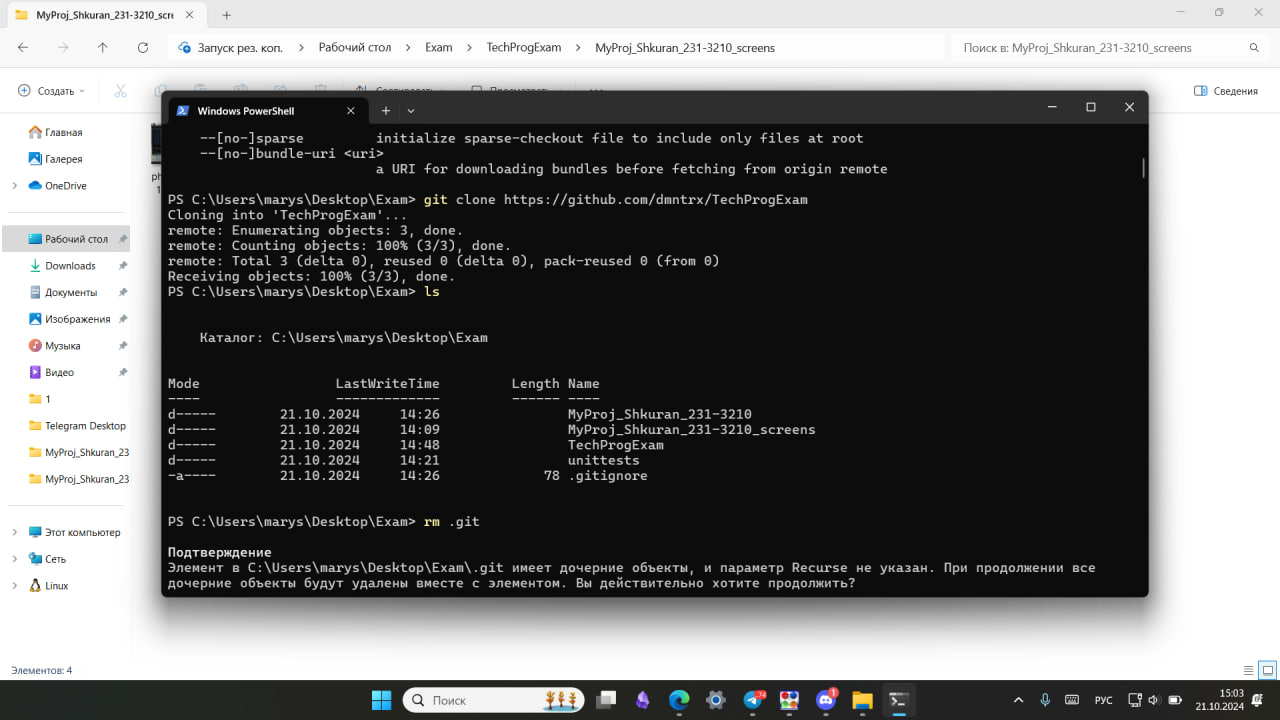 MyProj_Shkuran_231-3210_scre
Запуск рез. коп. > Рабочий стол > Exam > TechProgExam > MyProj_Shkuran_231-3210_screens
Поиск в: MyProj_Shkuran_231-3210_screens
Создать
Сортировать
Просмотреть
Сведения
Главная
Галерея
OneDrive
Рабочий стол
Downloads
Документы
Изображения
Музыка
Видео
1
Telegram Desktop
MyProj_Shkuran_23
MyProj_Shkuran_23
Этот компьютер
Сеть
Linux
ph
1
Windows PowerShell
--[no-]sparse initialize sparse-checkout file to include only files at root
--[no-]bundle-uri <uri>
a URI for downloading bundles before fetching from origin remote
PS C:\Users\marys\Desktop\Exam> git clone https://github.com/dmntrx/TechProgExam
Cloning into 'TechProgExam'...
remote: Enumerating objects: 3, done.
remote: Counting objects: 100% (3/3), done.
remote: Total 3 (delta 0), reused 0 (delta 0), pack-reused 0 (from 0)
Receiving objects: 100% (3/3), done.
PS C:\Users\marys\Desktop\Exam> ls
Каталог: C:\Users\marys\Desktop\Exam
Mode LastWriteTime Length Name
---- ------------- ------ ----
d----- 21.10.2024 14:26 MyProj_Shkuran_231-3210
d----- 21.10.2024 14:09 MyProj_Shkuran_231-3210_screens
d----- 21.10.2024 14:48 TechProgExam
d----- 21.10.2024 14:21 unittests
-a---- 21.10.2024 14:26 78 .gitignore
PS C:\Users\marys\Desktop\Exam> rm .git
Подтверждение
Элемент в C:\Users\marys\Desktop\Exam\.git имеет дочерние объекты, и параметр Recurse не указан. При продолжении все
дочерние объекты будут удалены вместе с элементом. Вы действительно хотите продолжить?
Элементов: 4
Поиск
74
1
РУС
15:03
21.10.2024